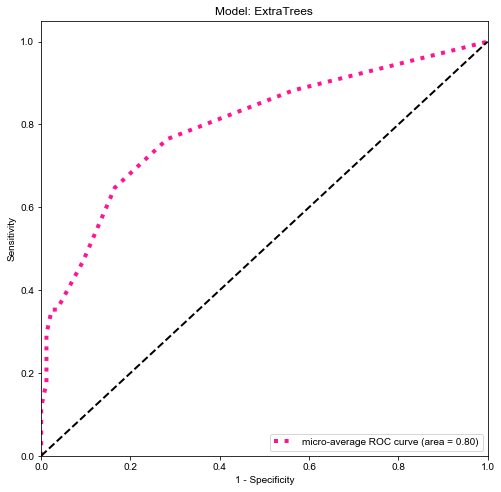 Model: ExtraTrees
1.0
0.8
0.6
0.4
0.2
0.0
Sensitivity
micro-average ROC curve (area = 0.80)
0.0 0.2 0.4 0.6 0.8 1.0
1 - Specificity